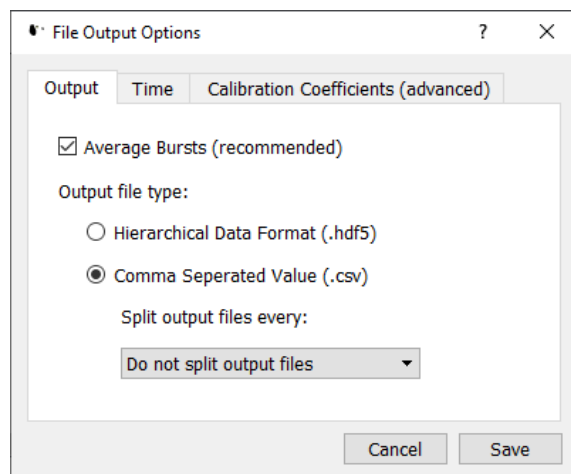 File Output Options
Output Time Calibration Coefficients (advanced)
Average Bursts (recommended)
Output file type:
Hierarchical Data Format (.hdf5)
Comma Seperated Value (.csv)
Split output files every:
Do not split output files
Cancel Save